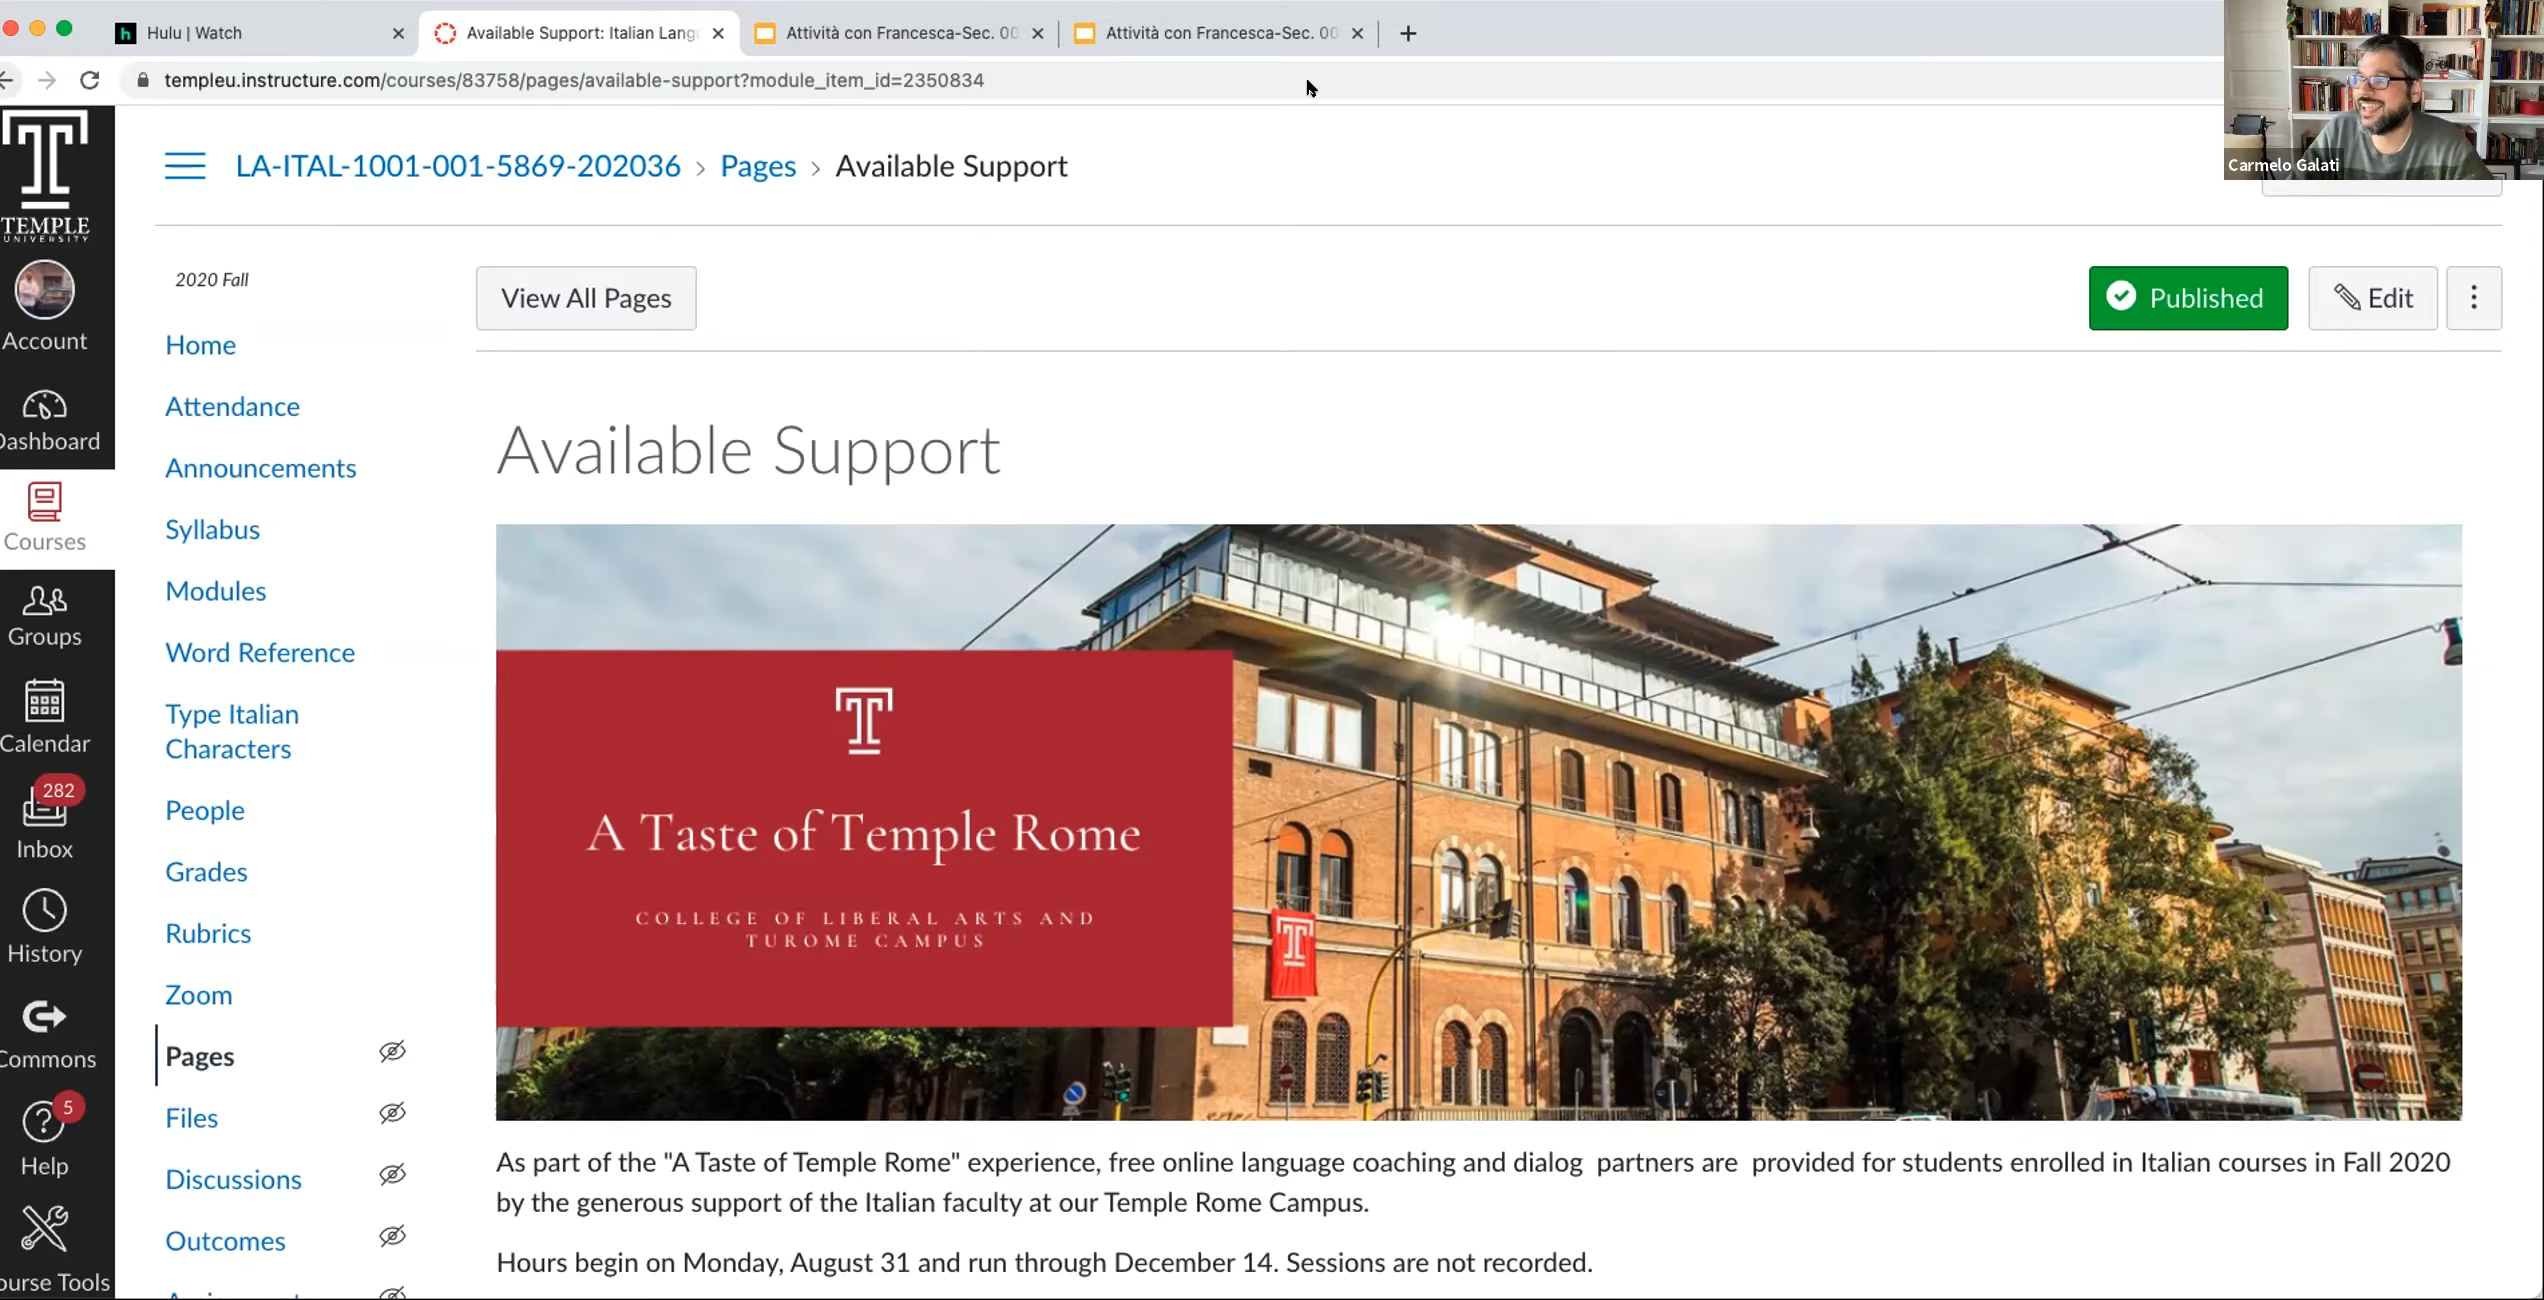 Hulu | Watch
Available Support: Italian Lang
Attività con Francesca-Sec. 00
Attività con Francesca-Sec. 00
templeu.instructure.com/courses/83758/pages/available-support?module_item_id=2350834
Carmelo Galati
TEMPLE
UNIVERSITY
Account
Dashboard
Courses
Groups
Calendar
282
Inbox
History
Commons
5
Help
ourse Tools
LA-ITAL-1001-001-5869-202036 > Pages > Available Support
2020 Fall
Home
Attendance
Announcements
Syllabus
Modules
Word Reference
Type Italian
Characters
People
Grades
Rubrics
Zoom
Pages
Files
Discussions
Outcomes
View All Pages
Published
Edit
Available Support
A Taste of Temple Rome
COLLEGE OF LIBERAL ARTS AND
TUROME CAMPUS
As part of the "A Taste of Temple Rome" experience, free online language coaching and dialog partners are provided for students enrolled in Italian courses in Fall 2020
by the generous support of the Italian faculty at our Temple Rome Campus.
Hours begin on Monday, August 31 and run through December 14. Sessions are not recorded.